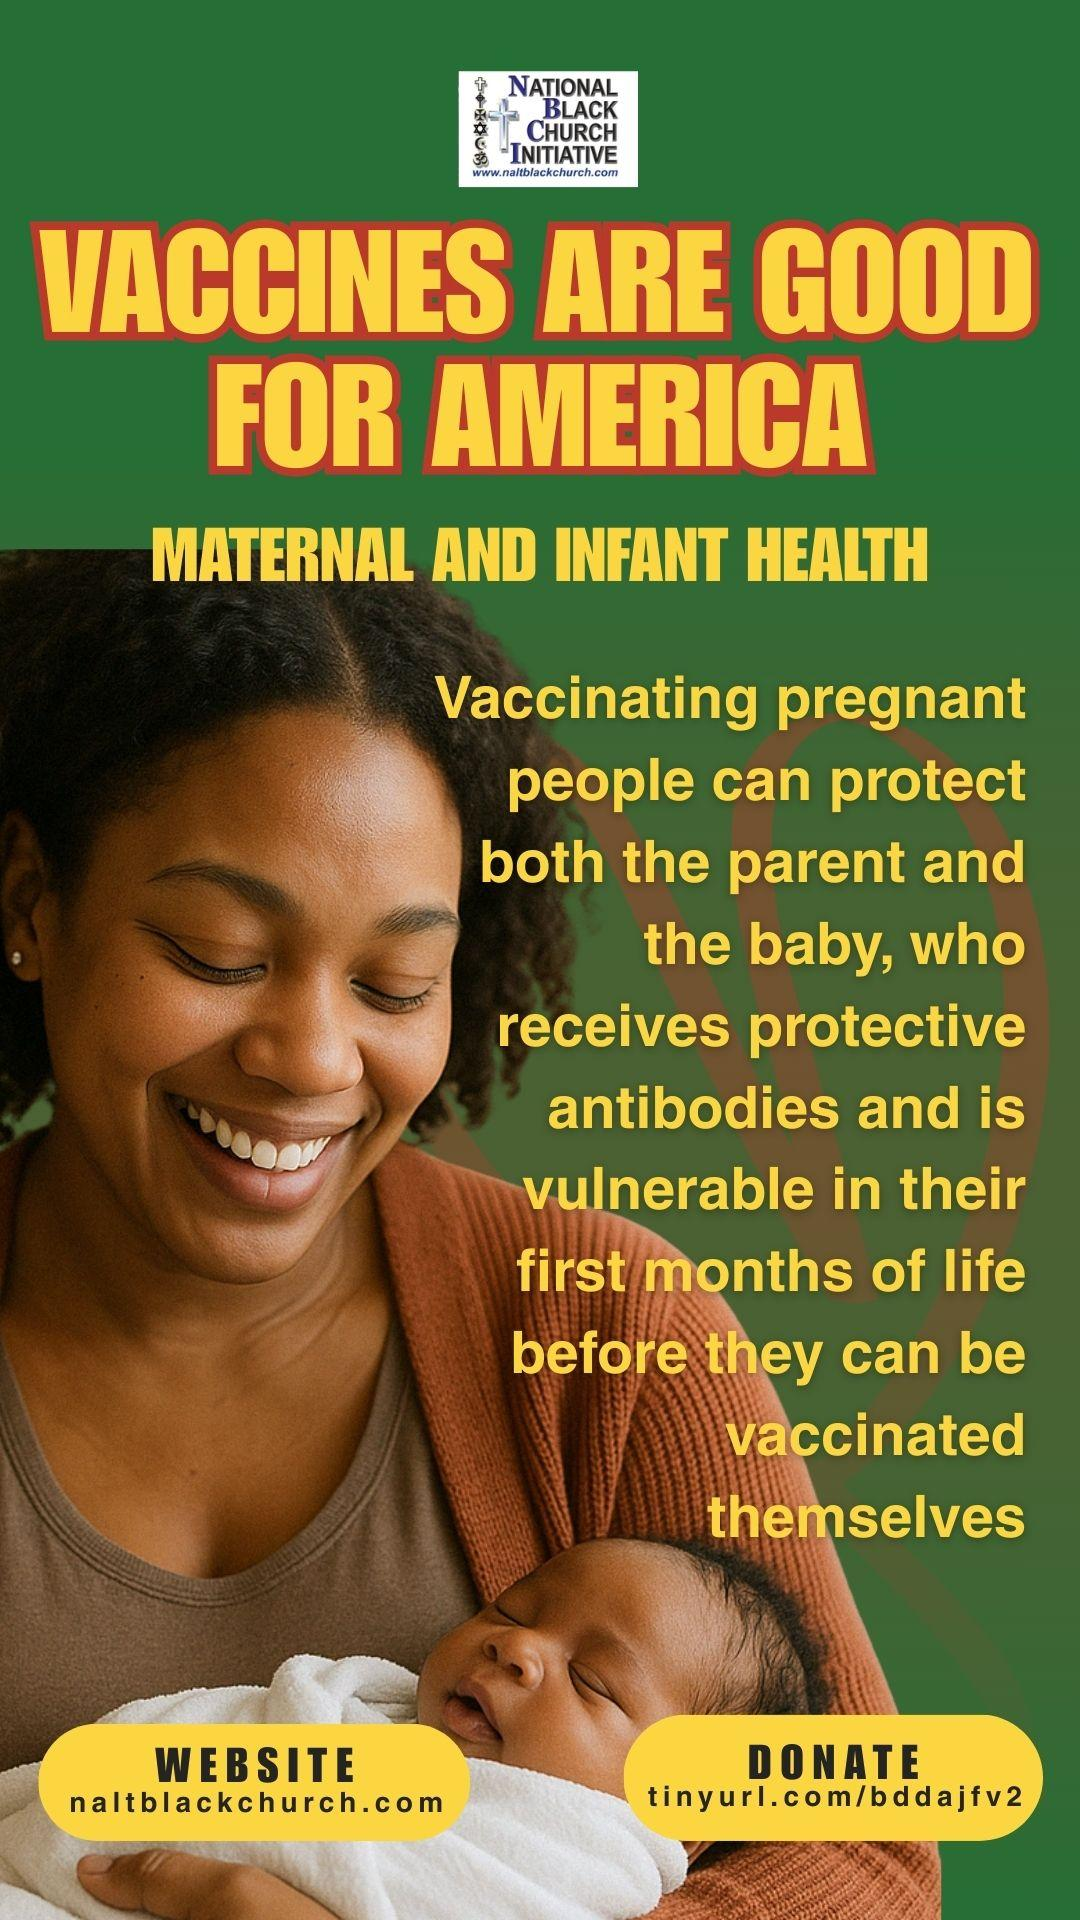 NATIONAL
BLACK
CHURCH
INITIATIVE
www.naltblackchurch.com
VACCINES ARE GOOD
FOR AMERICA
MATERNAL AND INFANT HEALTH
Vaccinating pregnant
people can protect
both the parent and
the baby, who
receives protective
antibodies and is
vulnerable in their
first months of life
before they can be
vaccinated
themselves
WEBSITE
naltblackchurch.com
DONATE
tinyurl.com/bddajfv2